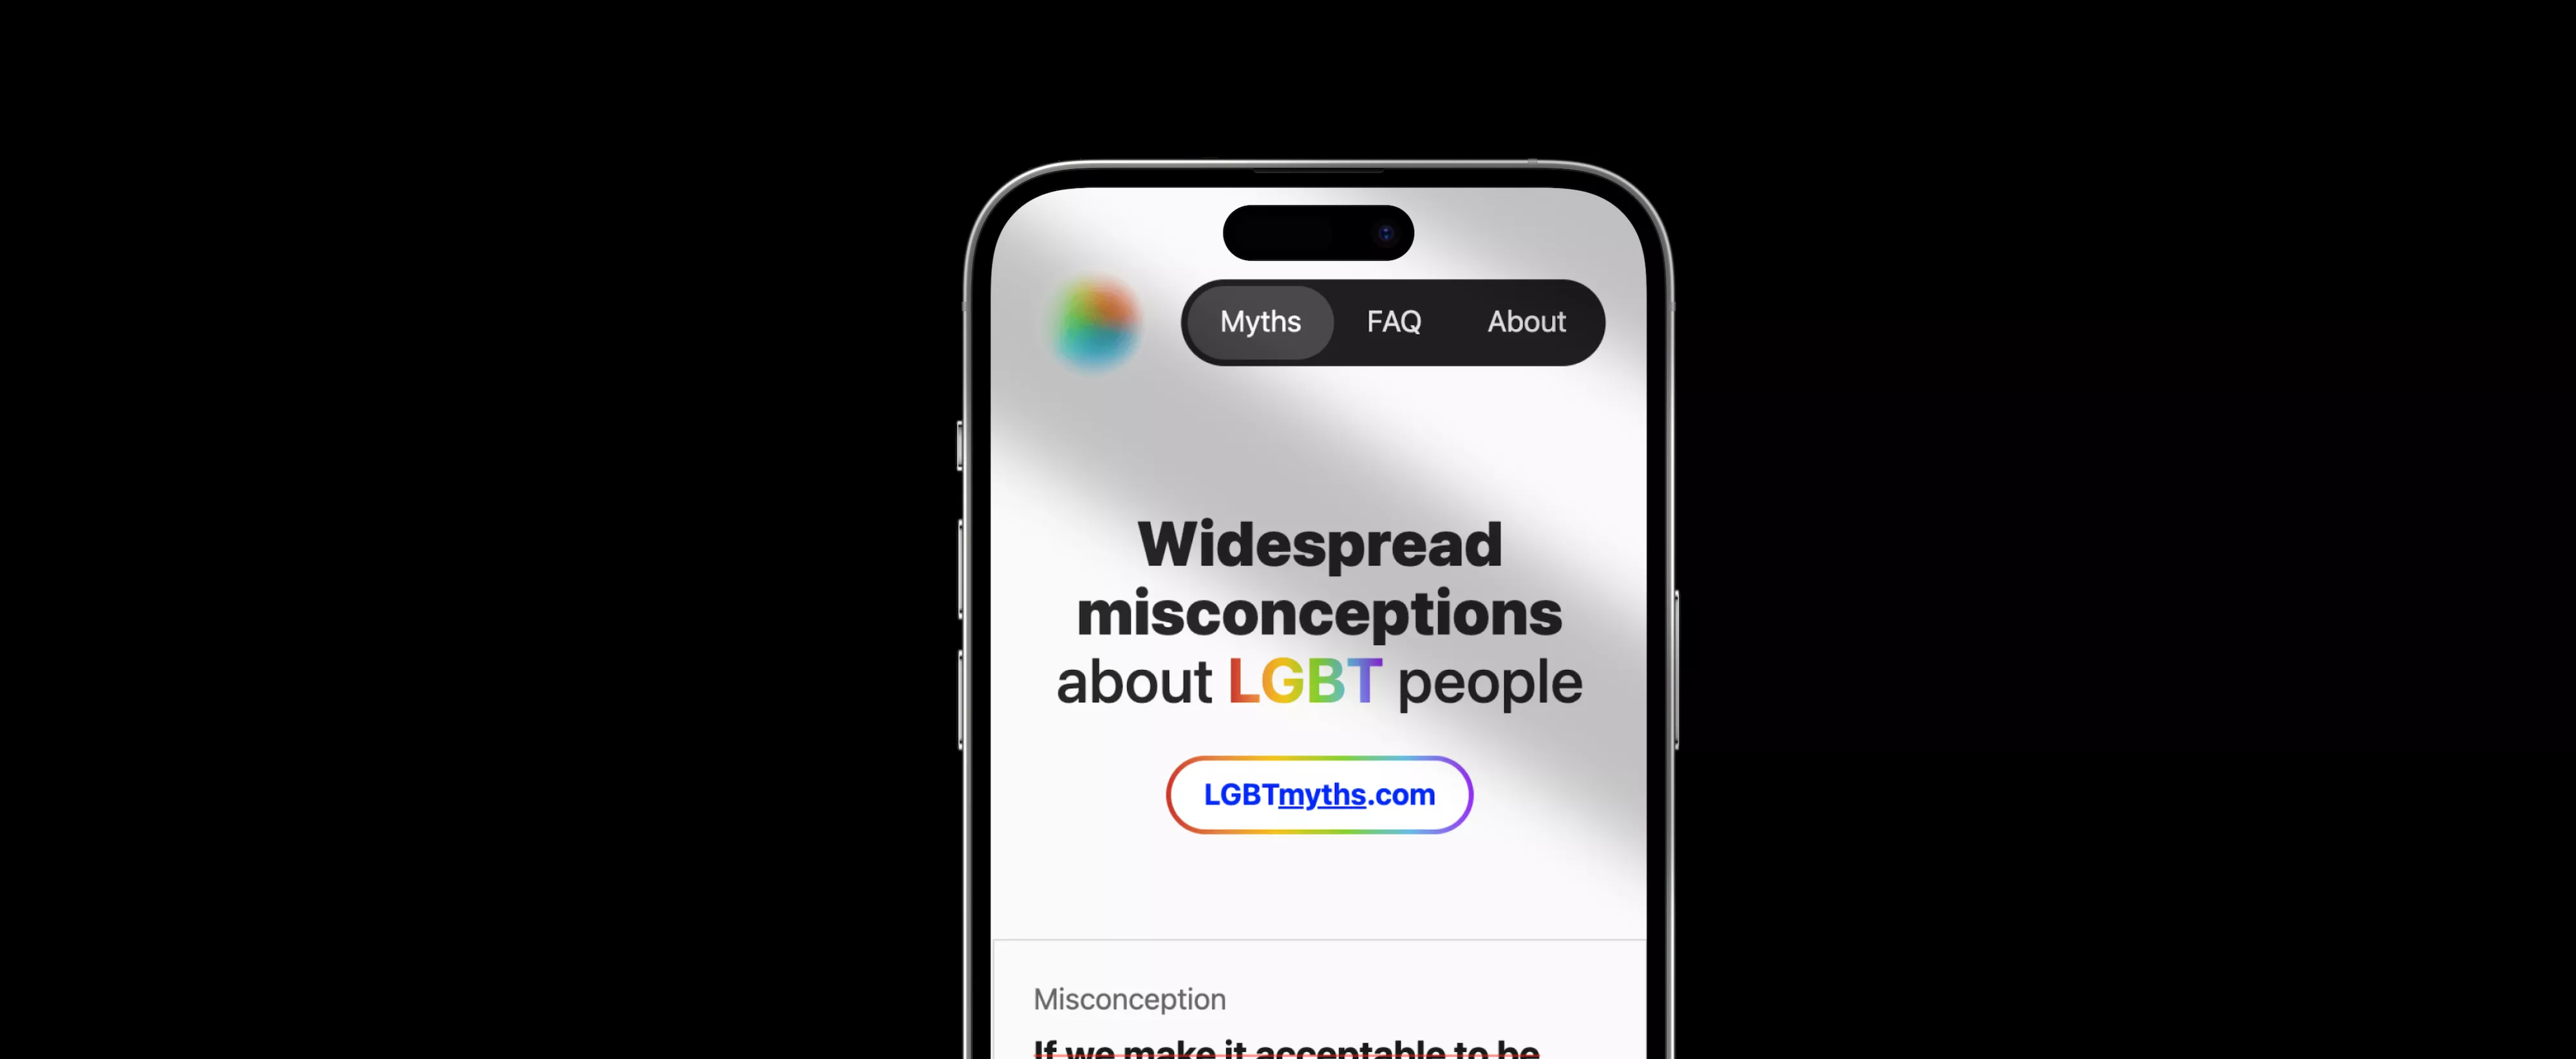 Myths FAQ About
Widespread
misconceptions
about LGBT people
LGBTmyths.com
Misconception
If we make it acceptable to be